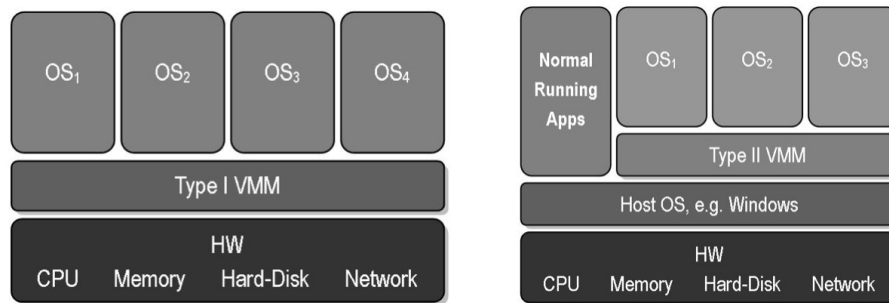 OS₁ OS₂ OS₃ OS₄
Type I VMM
HW
CPU Memory Hard-Disk Network
Normal
Running
Apps
OS₁ OS₂ OS₃
Type II VMM
Host OS, e.g. Windows
HW
CPU Memory Hard-Disk Network